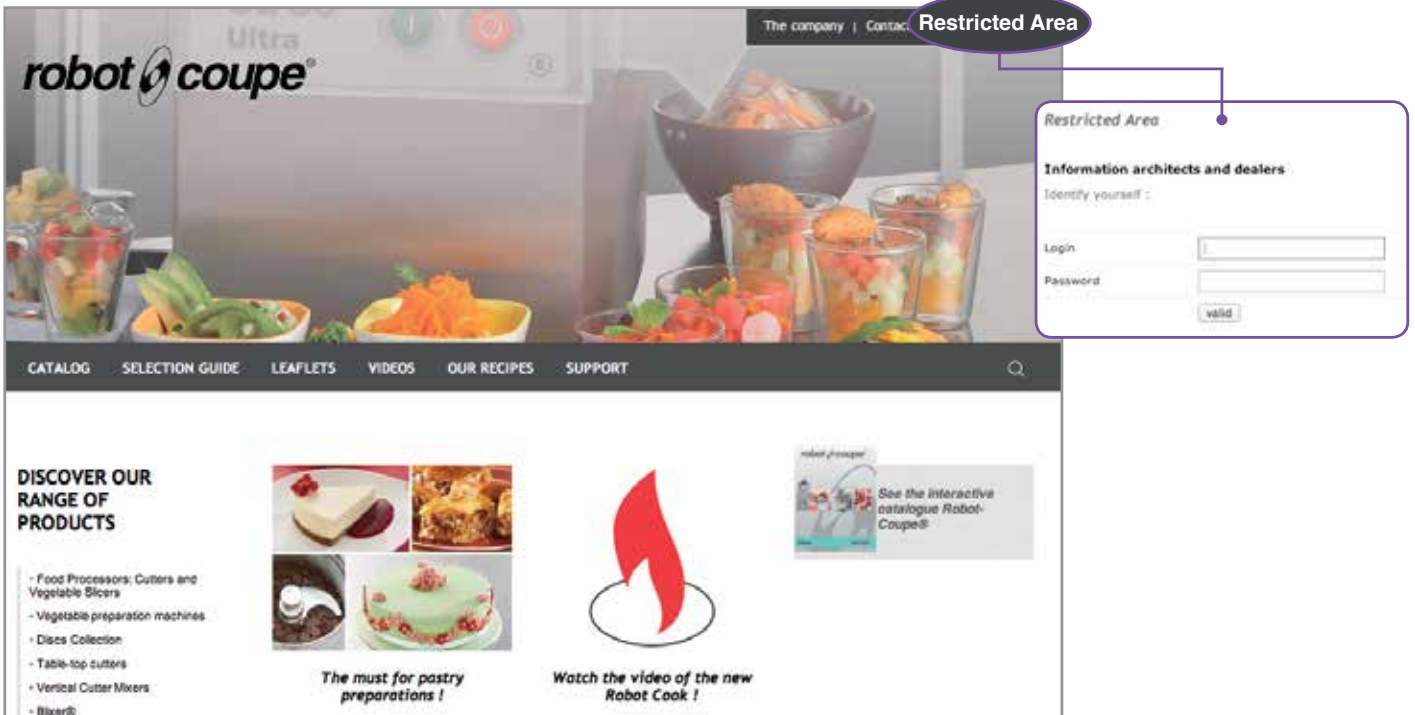 Ultra
robot coupe®
The company | Contac
Restricted Area
Restricted Area
Information architects and dealers
Identify yourself :
Login
Password
valid
CATALOG SELECTION GUIDE LEAFLETS VIDEOS OUR RECIPES SUPPORT
DISCOVER OUR
RANGE OF
PRODUCTS
- Food Processors: Cutters and
Vegetable Slicers
- Vegetable preparation machines
- Discs Collection
- Table-top cutters
- Vertical Cutter Mixers
- Blixer®
The must for pastry
preparations !
Watch the video of the new
Robot Cook !
robot coupe®
See the interactive
catalogue Robot-
Coupe®